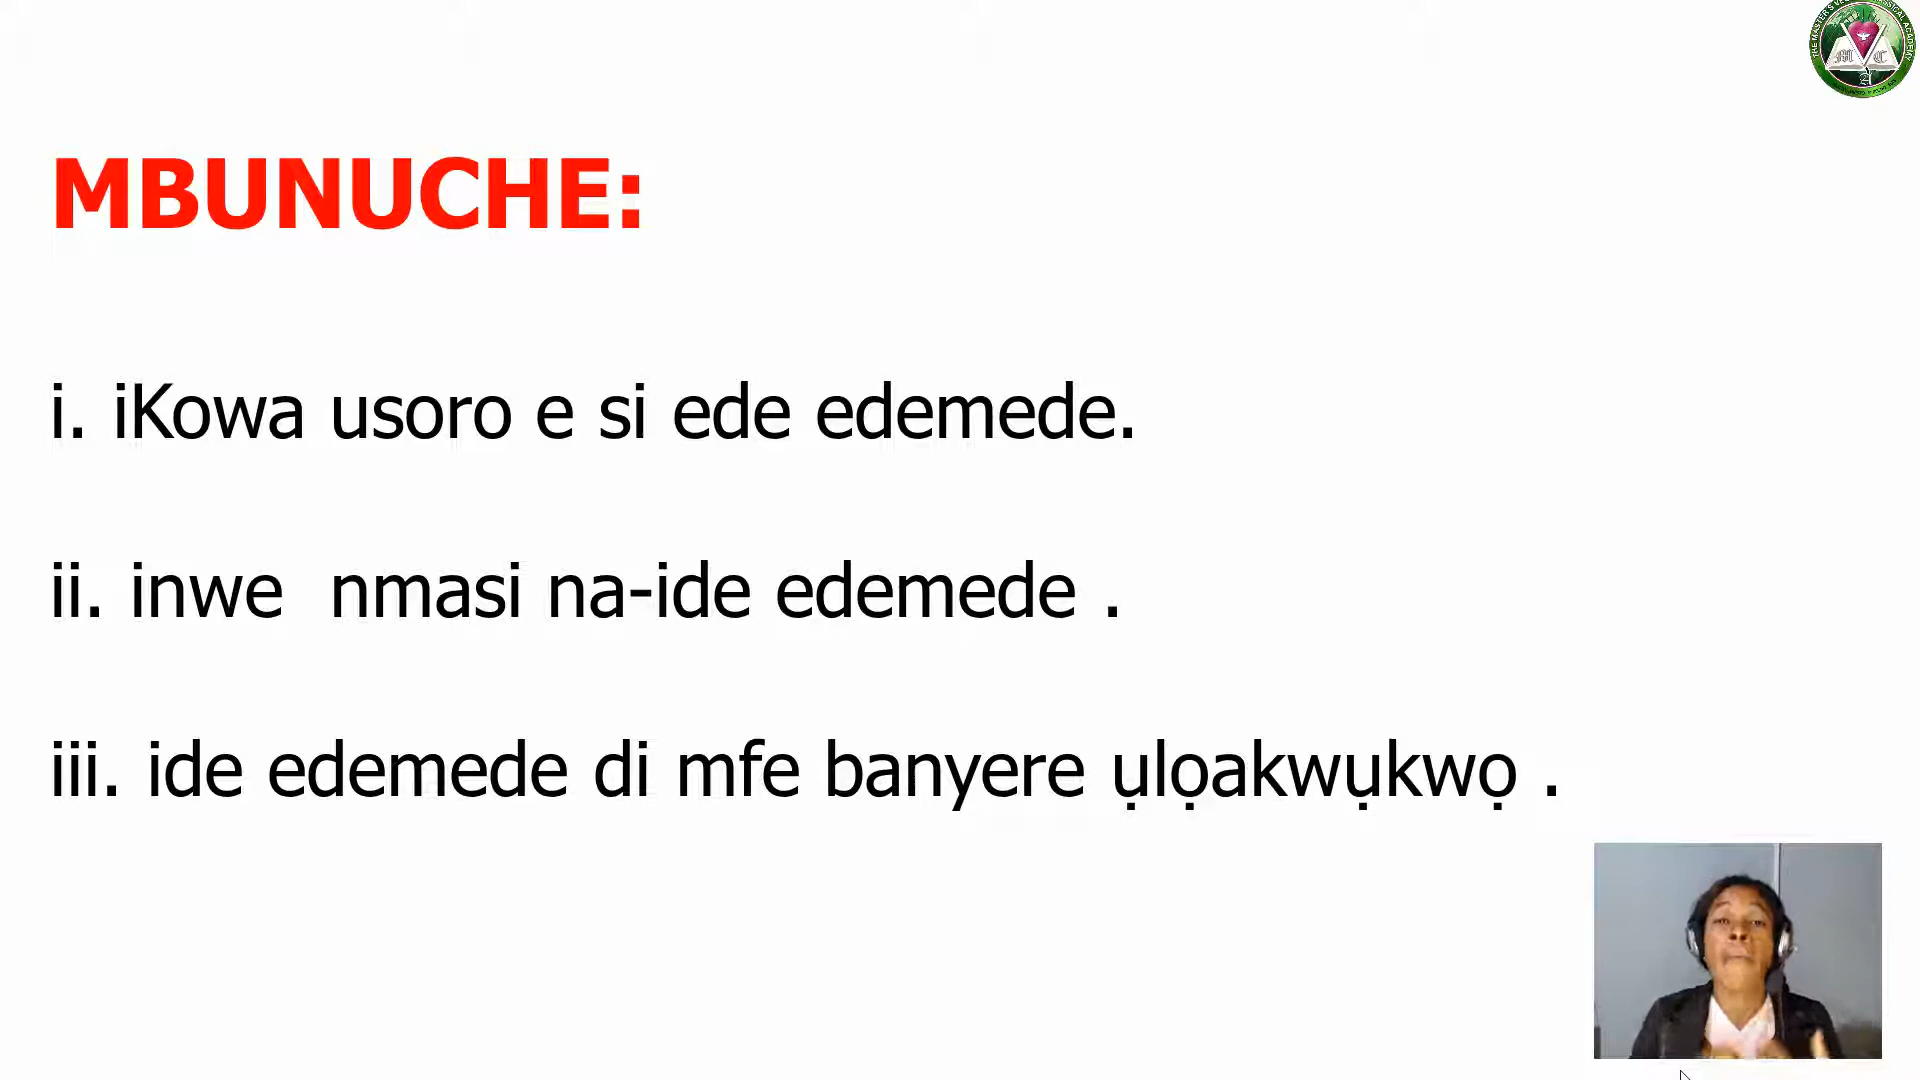 MBUNUCHE:
i. iKowa usoro e si ede edemede.
ii. inwe  nmasi na-ide edemede .
iii. ide edemede di mfe banyere ụlọakwụkwọ .